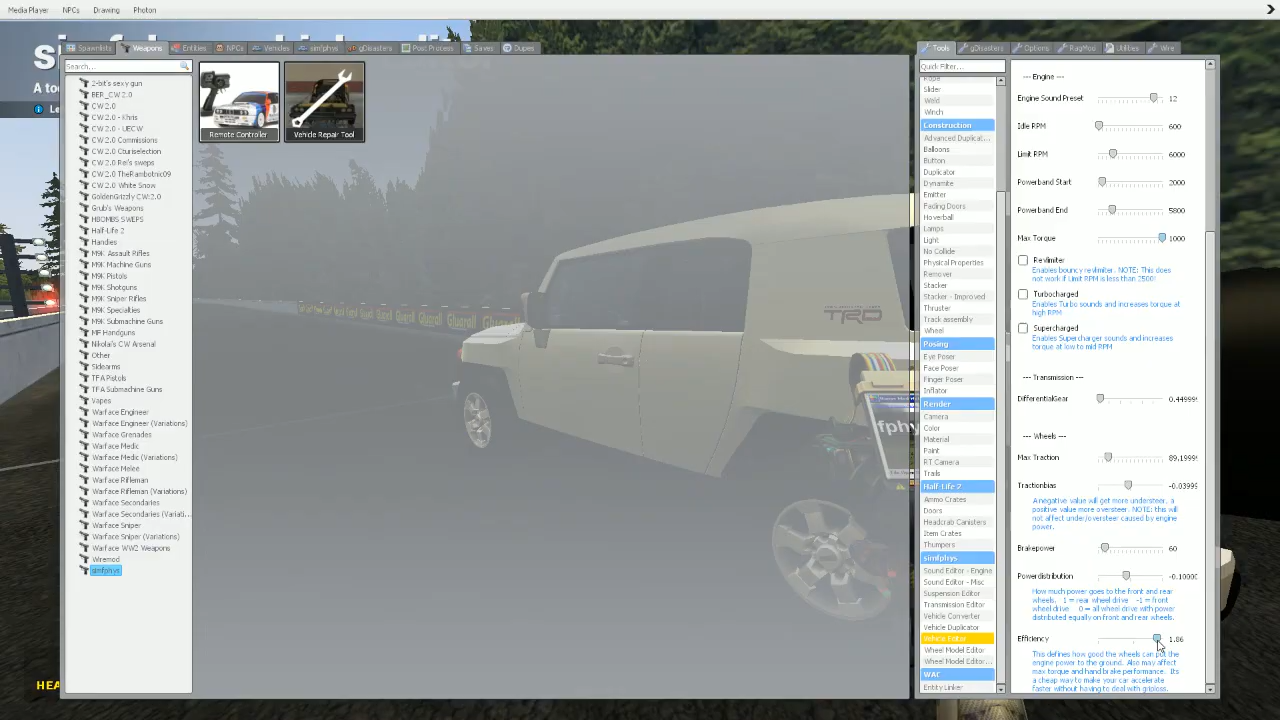 Media Player NPCs Drawing Photon
Spawnlists Weapons Entities NPCs Vehicles simfphys gDisasters Post Process Saves Dupes
Search...
2-bit's sexy gun
BER_CW 2.0
CW 2.0
CW 2.0 - Khris
CW 2.0 - UECW
CW 2.0 Commissions
CW 2.0 Cturiselection
CW 2.0 Rei's sweps
CW 2.0 TheRambotnic09
CW 2.0 White Snow
GoldenGrizzly CW:2.0
Grub's Weapons
HBOMBS SWEPS
Half-Life 2
Handies
M9K Assault Rifles
M9K Machine Guns
M9K Pistols
M9K Shotguns
M9K Sniper Rifles
M9K Specialties
M9K Submachine Guns
MF Handguns
Nikolai's CW Arsenal
Other
Sidearms
TFA Pistols
TFA Submachine Guns
Vapes
Warface Engineer
Warface Engineer (Variations)
Warface Grenades
Warface Medic
Warface Medic (Variations)
Warface Melee
Warface Rifleman
Warface Rifleman (Variations)
Warface Secondaries
Warface Secondaries (Variati...
Warface Sniper
Warface Sniper (Variations)
Warface WW2 Weapons
Wiremod
simfphys
Remote Controller
Vehicle Repair Tool
TRD
fphy
HEA
Tools gDisasters Options RagMod Utilities Wire
Quick Filter...
Rope
Slider
Weld
Winch
Construction
Advanced Duplicat...
Balloons
Button
Duplicator
Dynamite
Emitter
Fading Doors
Hoverball
Lamps
Light
No Collide
Physical Properties
Remover
Stacker
Stacker - Improved
Thruster
Track assembly
Wheel
Posing
Eye Poser
Face Poser
Finger Poser
Inflator
Render
Camera
Color
Material
Paint
RT Camera
Trails
Half-Life 2
Ammo Crates
Doors
Headcrab Canisters
Item Crates
Thumpers
simfphys
Sound Editor - Engine
Sound Editor - Misc
Suspension Editor
Transmission Editor
Vehicle Converter
Vehicle Duplicator
Vehicle Editor
Wheel Model Editor
Wheel Model Editor...
WAC
Entity Linker
--- Engine ---
Engine Sound Preset 12
Idle RPM 600
Limit RPM 6000
Powerband Start 2000
Powerband End 5800
Max Torque 1000
Revlimiter
Enables bouncy revlimiter. NOTE: This does
not work if Limit RPM is less than 2500!
Turbocharged
Enables Turbo sounds and increases torque at
high RPM
Supercharged
Enables Supercharger sounds and increases
torque at low to mid RPM
--- Transmission ---
DifferentialGear 0.44999
--- Wheels ---
Max Traction 89.1999
Tractionbias -0.03999
A negative value will get more understeer, a
positive value more oversteer. NOTE: this will
not affect under/oversteer caused by engine
power.
Brakepower 60
Powerdistribution -0.10000
How much power goes to the front and rear
wheels. 1 = rear wheel drive -1 = front
wheel drive 0 = all wheel drive with power
distributed equally on front and rear wheels.
Efficiency 1.86
This defines how good the wheels can put the
engine power to the ground. Also may affect
max torque and handbrake performance. Its
a cheap way to make your car accelerate
faster without having to deal with griploss.